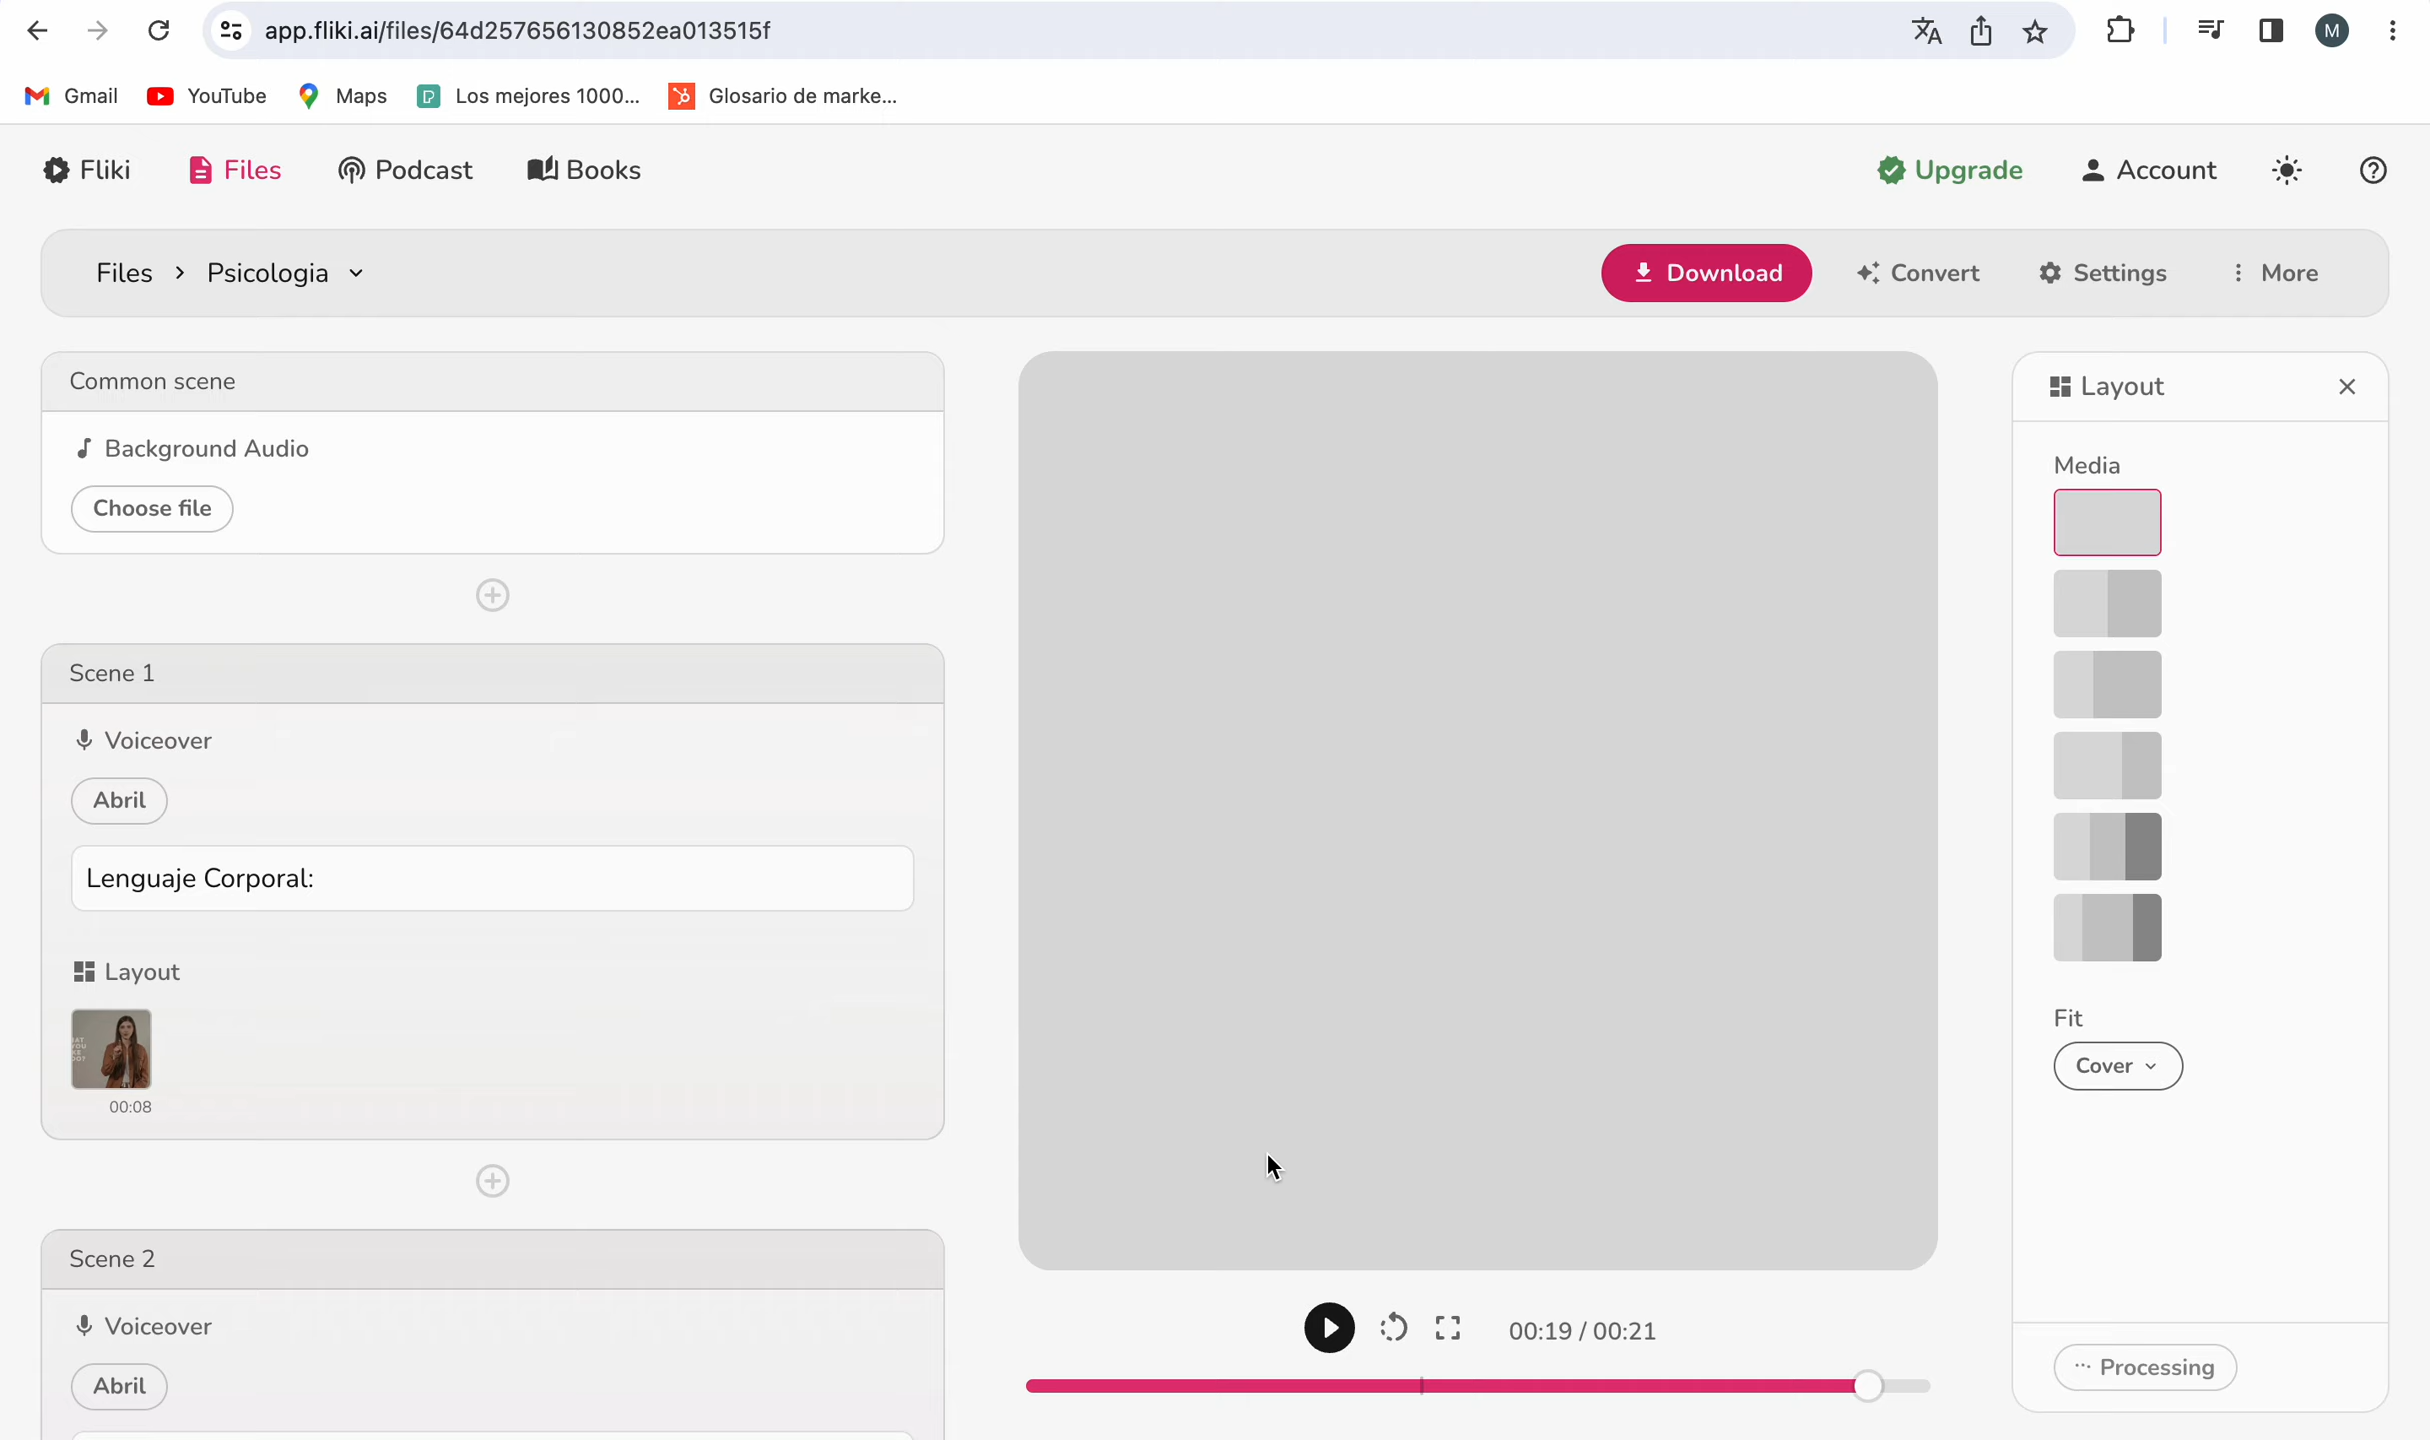 app.fliki.ai/files/64d257656130852ea013515f
M
Gmail YouTube Maps Los mejores 1000... Glosario de marke...
Fliki Files Podcast Books Upgrade Account
Files > Psicologia Download Convert Settings More
Common scene
Background Audio
Choose file
Scene 1
Voiceover
Abril
Lenguaje Corporal:
Layout
00:08
Scene 2
Voiceover
Abril
00:19 / 00:21
Layout
Media
Fit
Cover
Processing